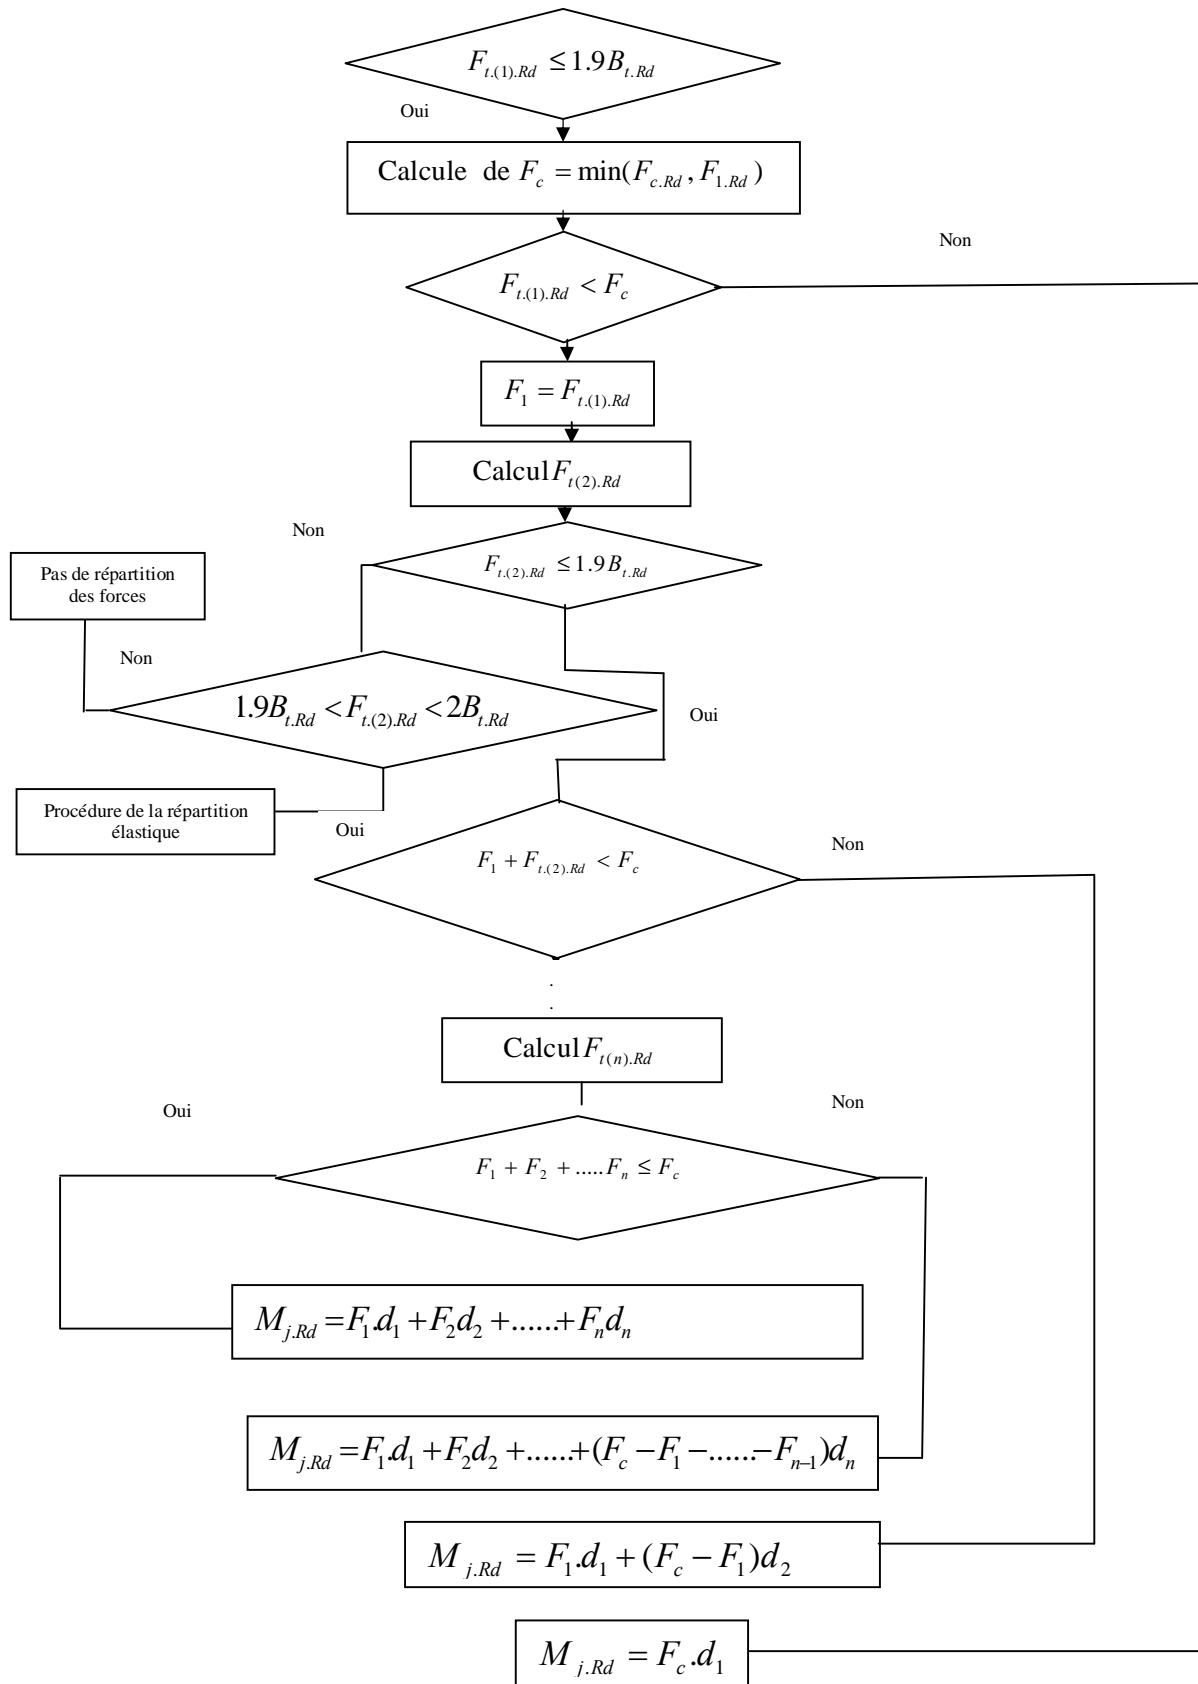 F_{t.(1).Rd} ≤ 1.9B_{t.Rd}
Oui
Calcule de F_c = min(F_{c.Rd}, F_{1.Rd})
Non
F_{t.(1).Rd} < F_c
F_1 = F_{t.(1).Rd}
Calcul F_{t(2).Rd}
Non
F_{t.(2).Rd} ≤ 1.9B_{t.Rd}
Pas de répartition
des forces
Non
1.9B_{t.Rd} < F_{t.(2).Rd} < 2B_{t.Rd}
Oui
Procédure de la répartition
élastique
Oui
F_1 + F_{t.(2).Rd} < F_c
Non
.
.
Calcul F_{t(n).Rd}
Oui
Non
F_1 + F_2 + .....F_n ≤ F_c
M_{j.Rd} = F_1.d_1 + F_2d_2 + ......+ F_nd_n
M_{j.Rd} = F_1.d_1 + F_2d_2 + ......+ (F_c − F_1 − ......− F_{n−1})d_n
M_{j.Rd} = F_1.d_1 + (F_c − F_1)d_2
M_{j.Rd} = F_c.d_1